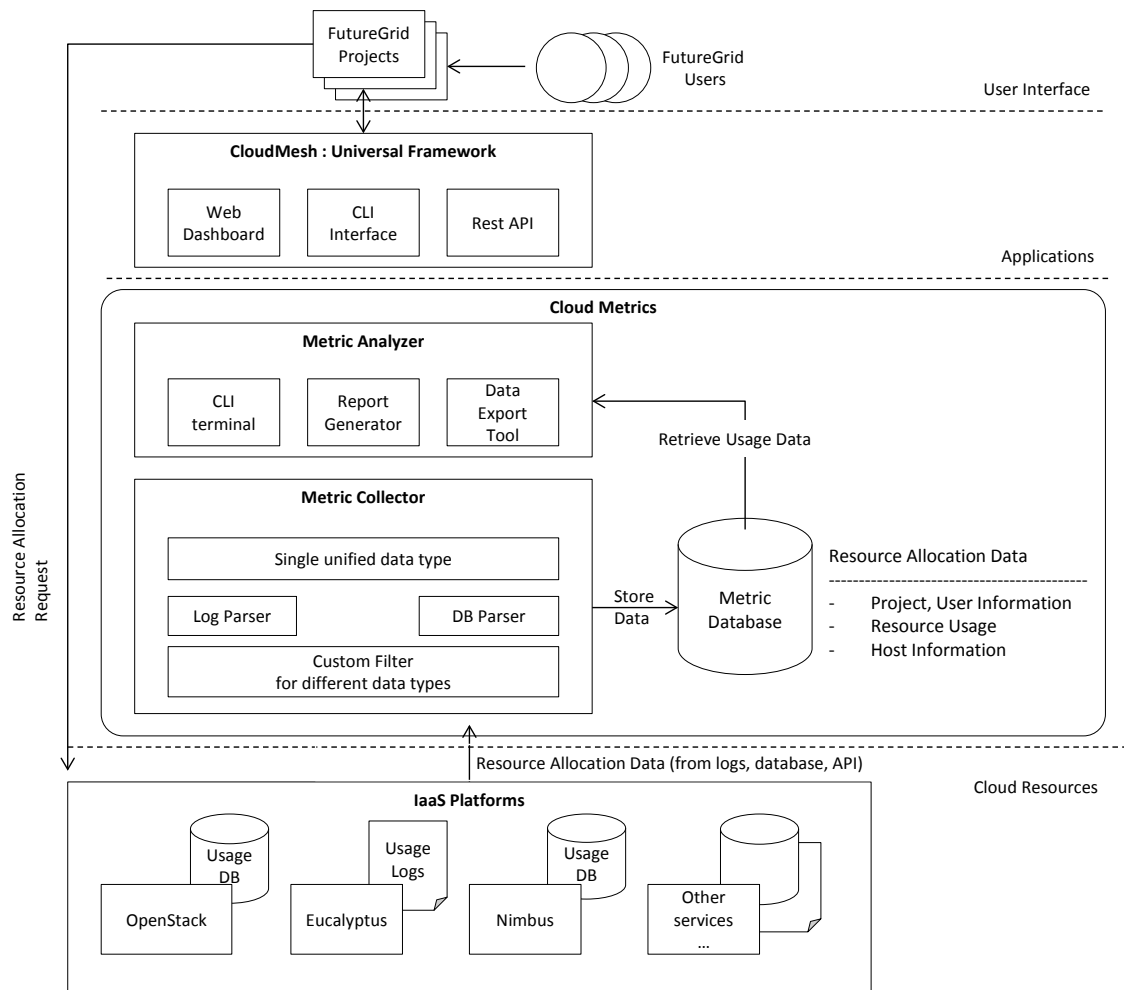 FutureGrid
Projects
FutureGrid
Users
User Interface
CloudMesh : Universal Framework
Web
Dashboard
CLI
Interface
Rest API
Applications
Cloud Metrics
Metric Analyzer
CLI
terminal
Report
Generator
Data
Export
Tool
Retrieve Usage Data
Metric Collector
Single unified data type
Log Parser
DB Parser
Custom Filter
for different data types
Store
Data
Metric
Database
Resource Allocation Data
- Project, User Information
- Resource Usage
- Host Information
Resource Allocation
Request
Resource Allocation Data (from logs, database, API)
Cloud Resources
IaaS Platforms
Usage
DB
OpenStack
Usage
Logs
Eucalyptus
Usage
DB
Nimbus
Other
services
...